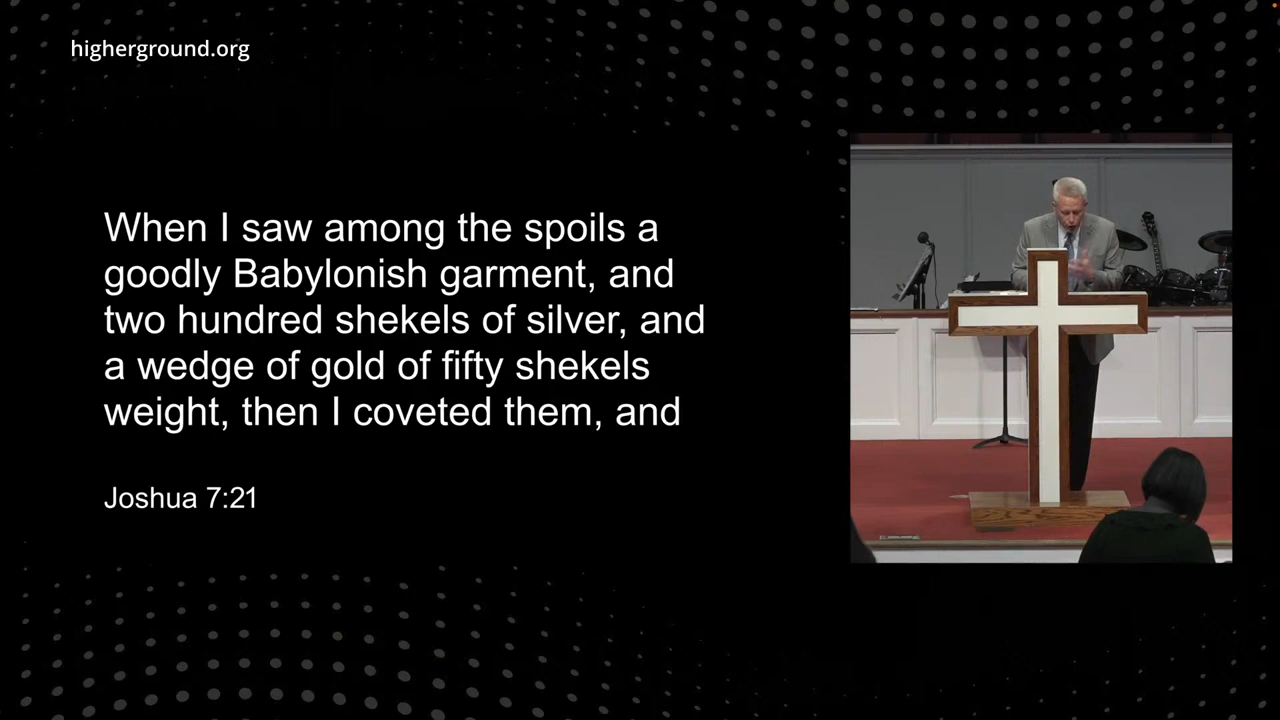 higherground.org
When I saw among the spoils a
goodly Babylonish garment, and
two hundred shekels of silver, and
a wedge of gold of fifty shekels
weight, then I coveted them, and
Joshua 7:21